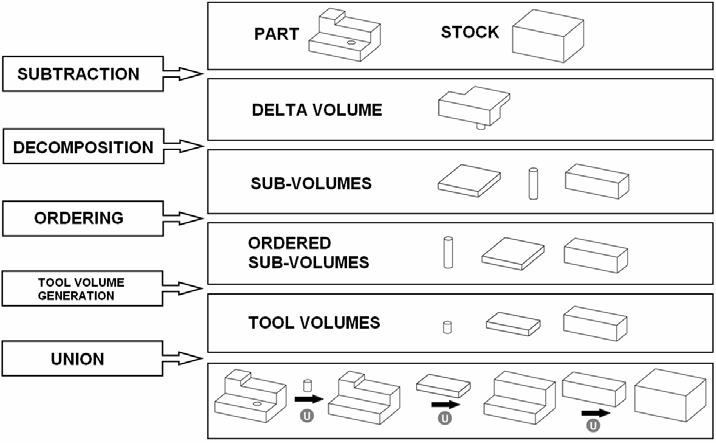 PART
STOCK
SUBTRACTION
DELTA VOLUME
DECOMPOSITION
SUB-VOLUMES
ORDERING
ORDERED
SUB-VOLUMES
TOOL VOLUME
GENERATION
TOOL VOLUMES
UNION
U
U
U